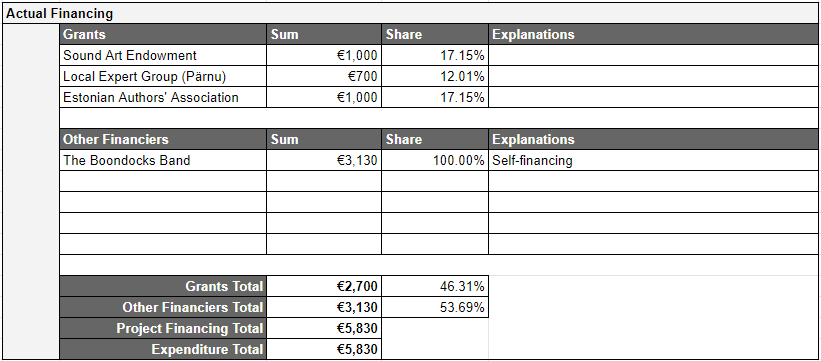 Actual Financing
Grants Sum Share Explanations
Sound Art Endowment €1,000 17.15%
Local Expert Group (Pärnu) €700 12.01%
Estonian Authors' Association €1,000 17.15%
Other Financiers Sum Share Explanations
The Boondocks Band €3,130 100.00% Self-financing
Grants Total €2,700 46.31%
Other Financiers Total €3,130 53.69%
Project Financing Total €5,830
Expenditure Total €5,830